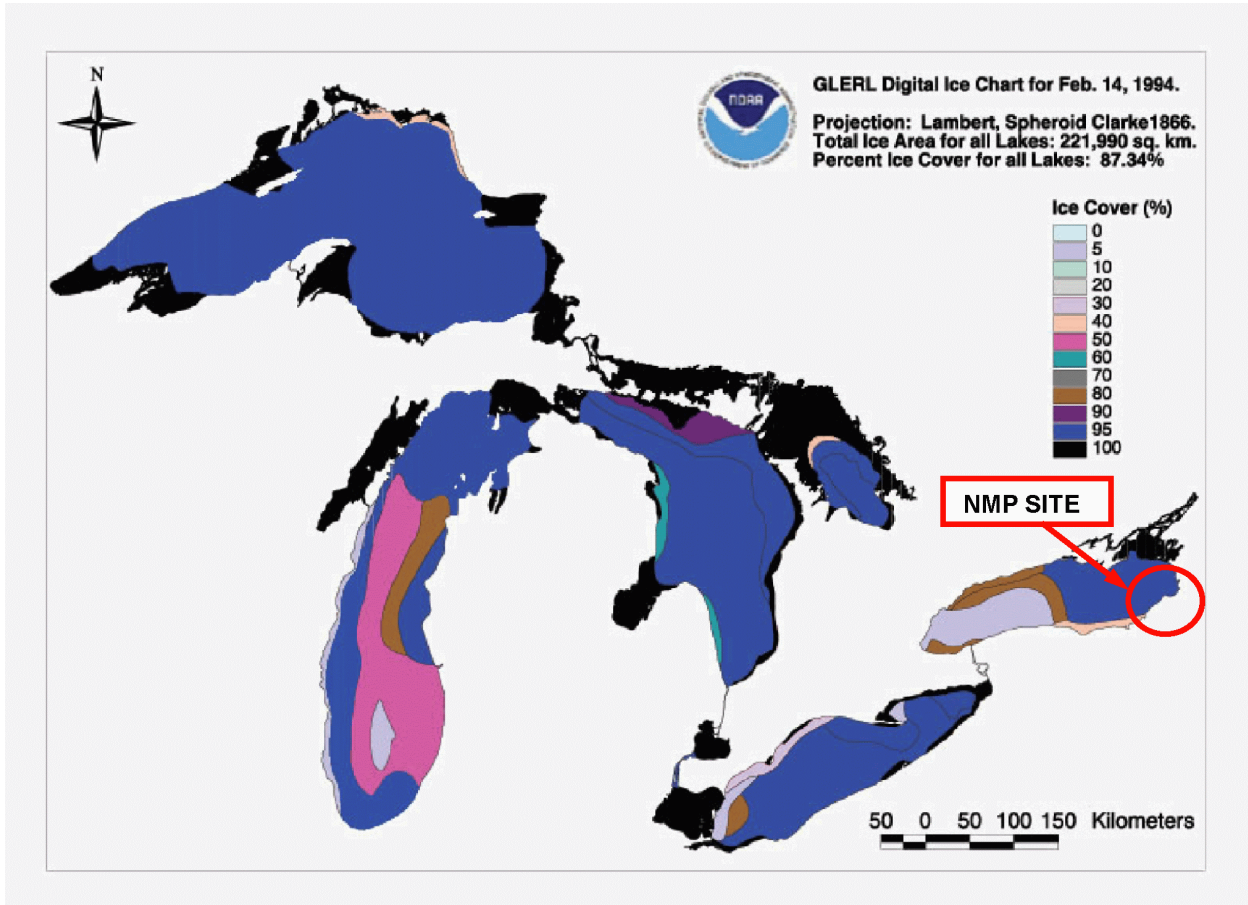 N
NOAA
GLERL Digital Ice Chart for Feb. 14, 1994.
Projection: Lambert, Spheroid Clarke1866.
Total Ice Area for all Lakes: 221,990 sq. km.
Percent Ice Cover for all Lakes: 87.34%
Ice Cover (%)
0
5
10
20
30
40
50
60
70
80
90
95
100
NMP SITE
50 0 50 100 150 Kilometers